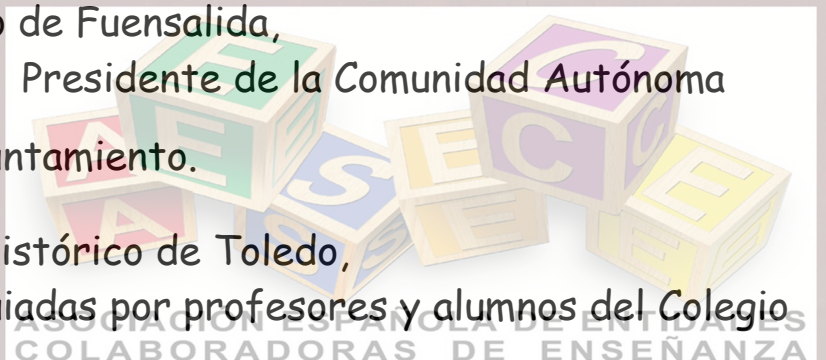 de Fuensalida,
Presidente de la Comunidad Autónoma
ntamiento.
istórico de Toledo,
iadas por profesores y alumnos del Colegio
A E E S E C C E
A E S S E C C E
ASOCIACIÓN ESPAÑOLA DE ENTIDADES
COLABORADORAS DE ENSEÑANZA